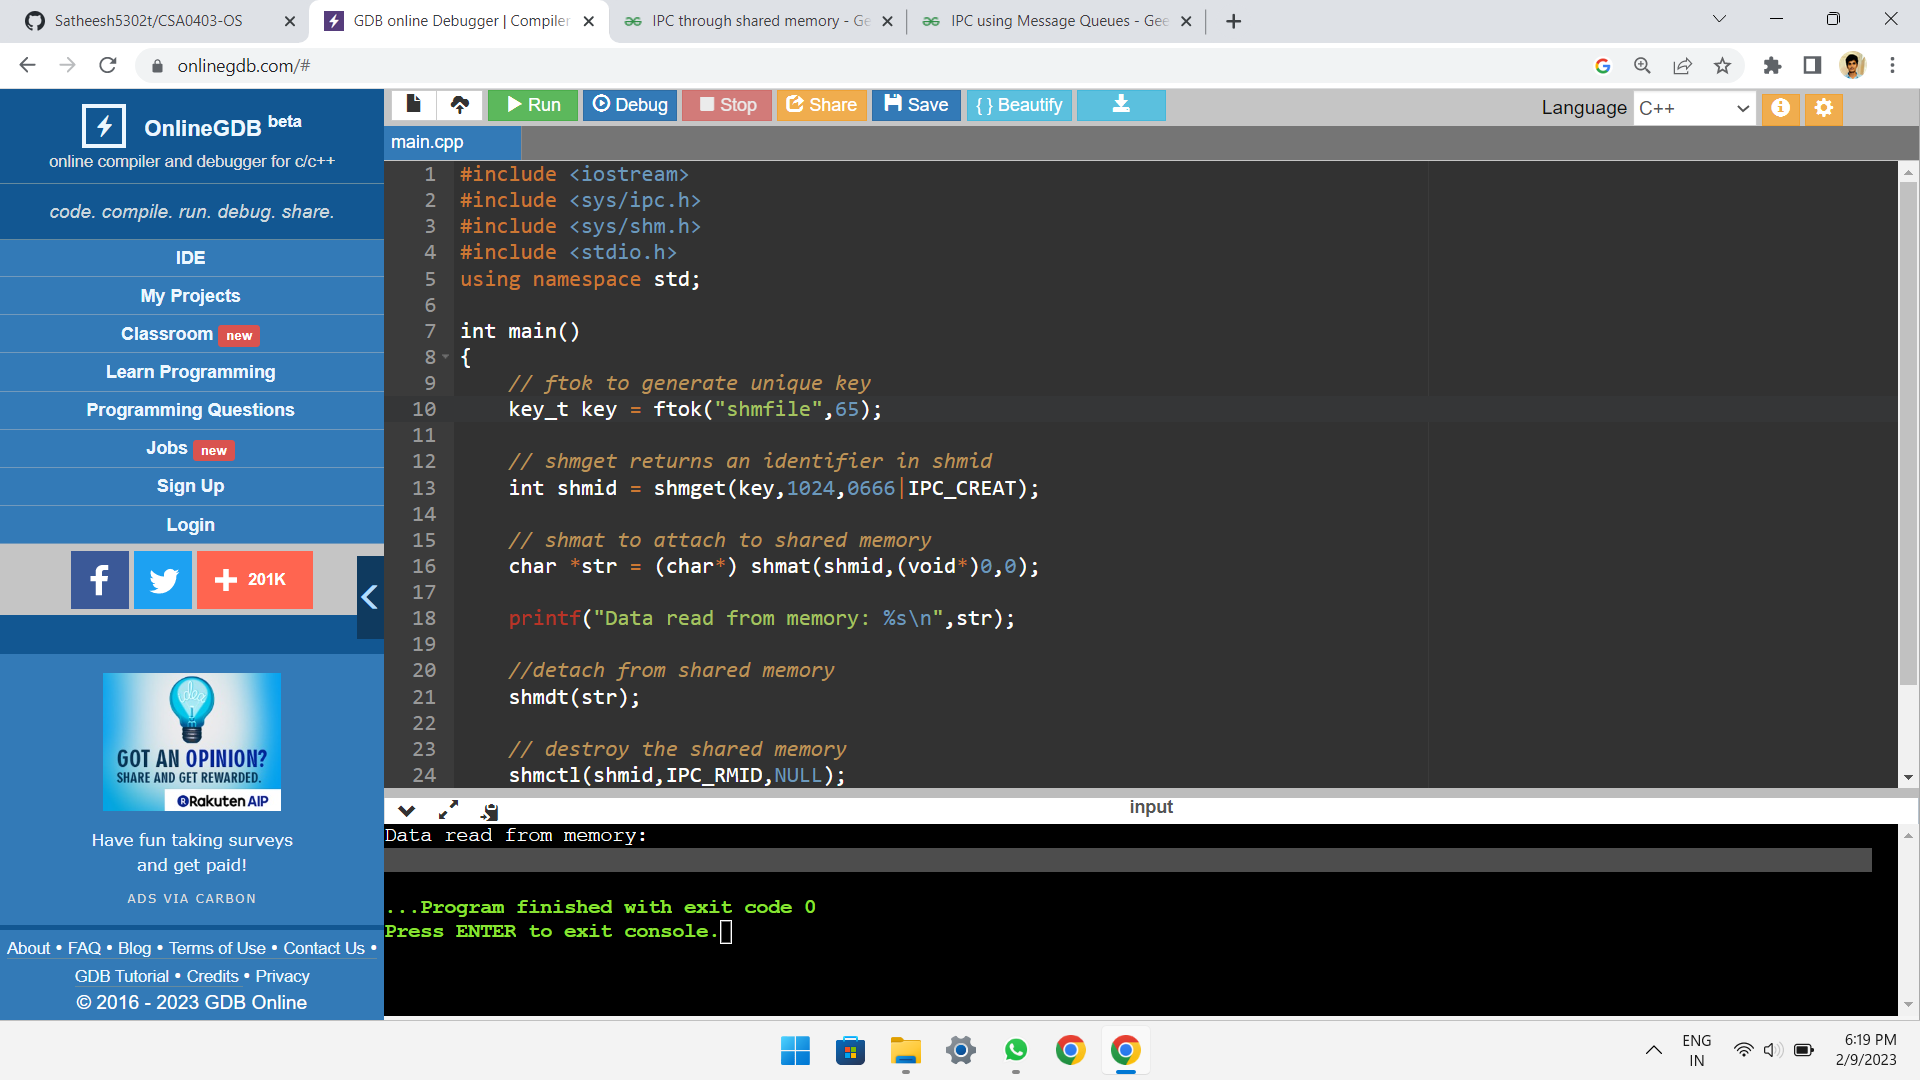 Satheesh5302t/CSA0403-OS
GDB online Debugger | Compiler
IPC through shared memory - Ge
IPC using Message Queues - Gee
onlinegdb.com/#
OnlineGDB beta
online compiler and debugger for c/c++
code. compile. run. debug. share.
IDE
My Projects
Classroom new
Learn Programming
Programming Questions
Jobs new
Sign Up
Login
201K
idea
GOT AN OPINION?
SHARE AND GET REWARDED.
Rakuten AIP
Have fun taking surveys
and get paid!
ADS VIA CARBON
About • FAQ • Blog • Terms of Use • Contact Us •
GDB Tutorial • Credits • Privacy
© 2016 - 2023 GDB Online
Run Debug Stop Share Save { } Beautify
Language C++
main.cpp
1 #include <iostream>
2 #include <sys/ipc.h>
3 #include <sys/shm.h>
4 #include <stdio.h>
5 using namespace std;
6
7 int main()
8 {
9 // ftok to generate unique key
10 key_t key = ftok("shmfile",65);
11
12 // shmget returns an identifier in shmid
13 int shmid = shmget(key,1024,0666|IPC_CREAT);
14
15 // shmat to attach to shared memory
16 char *str = (char*) shmat(shmid,(void*)0,0);
17
18 printf("Data read from memory: %s\n",str);
19
20 //detach from shared memory
21 shmdt(str);
22
23 // destroy the shared memory
24 shmctl(shmid,IPC_RMID,NULL);
input
Data read from memory:
...Program finished with exit code 0
Press ENTER to exit console.
ENG
IN
6:19 PM
2/9/2023